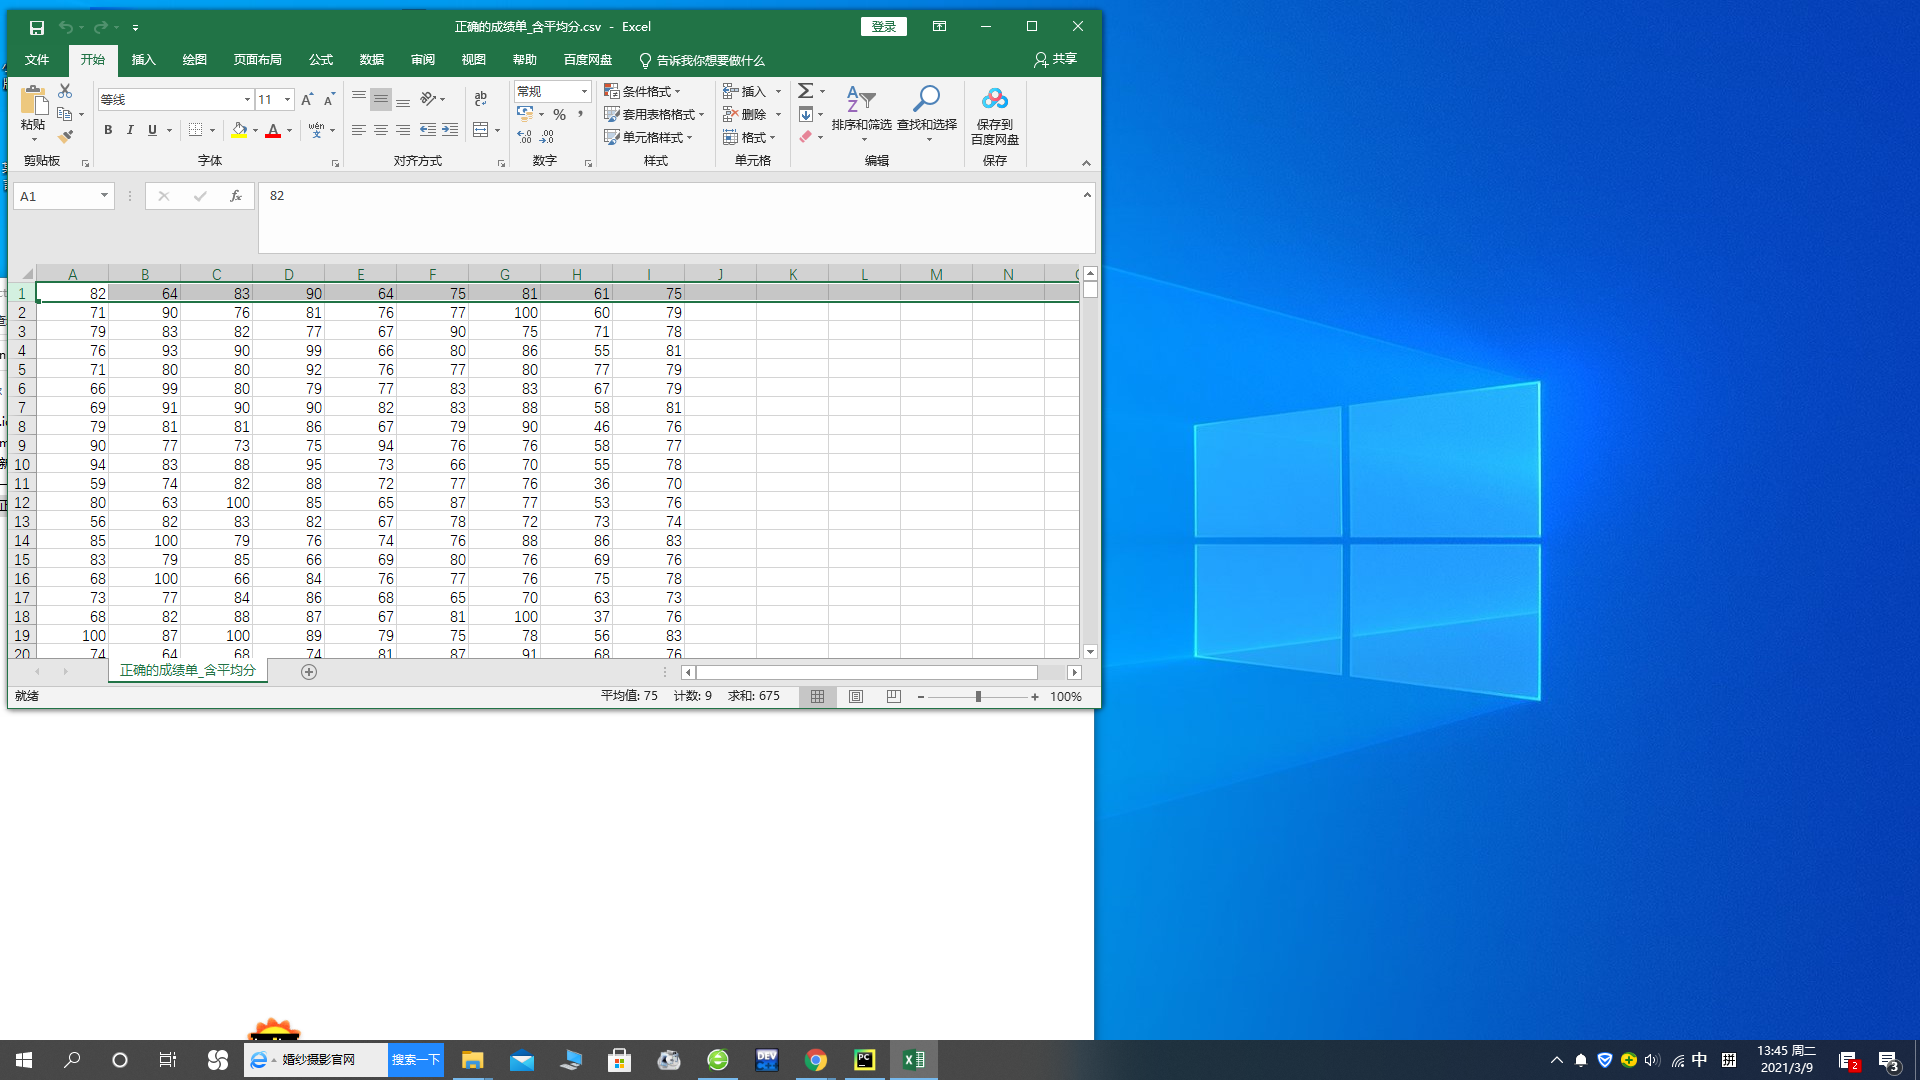 正确的成绩单_含平均分.csv - Excel
登录
文件 开始 插入 绘图 页面布局 公式 数据 审阅 视图 帮助 百度网盘 告诉我你想要做什么 共享
等线 11 常规 条件格式 插入
粘贴 套用表格格式 删除 排序和筛选 查找和选择 保存到
B I U 单元格样式 格式 百度网盘
剪贴板 字体 对齐方式 数字 样式 单元格 编辑 保存
A1 fx 82
A B C D E F G H I J K L M N
1 82 64 83 90 64 75 81 61 75
2 71 90 76 81 76 77 100 60 79
3 79 83 82 77 67 90 75 71 78
4 76 93 90 99 66 80 86 55 81
5 71 80 80 92 76 77 80 77 79
6 66 99 80 79 77 83 83 67 79
7 69 91 90 90 82 83 88 58 81
8 79 81 81 86 67 79 90 46 76
9 90 77 73 75 94 76 76 58 77
10 94 83 88 95 73 66 70 55 78
11 59 74 82 88 72 77 76 36 70
12 80 63 100 85 65 87 77 53 76
13 56 82 83 82 67 78 72 73 74
14 85 100 79 76 74 76 88 86 83
15 83 79 85 66 69 80 76 69 76
16 68 100 66 84 76 77 76 75 78
17 73 77 84 86 68 65 70 63 73
18 68 82 88 87 67 81 100 37 76
19 100 87 100 89 79 75 78 56 83
20 74 64 68 74 81 87 91 68 76
正确的成绩单_含平均分
就绪 平均值: 75 计数: 9 求和: 675 100%
婚纱摄影官网 搜索一下 DEV PC 中 拼 13:45 周二
2021/3/9 2 3